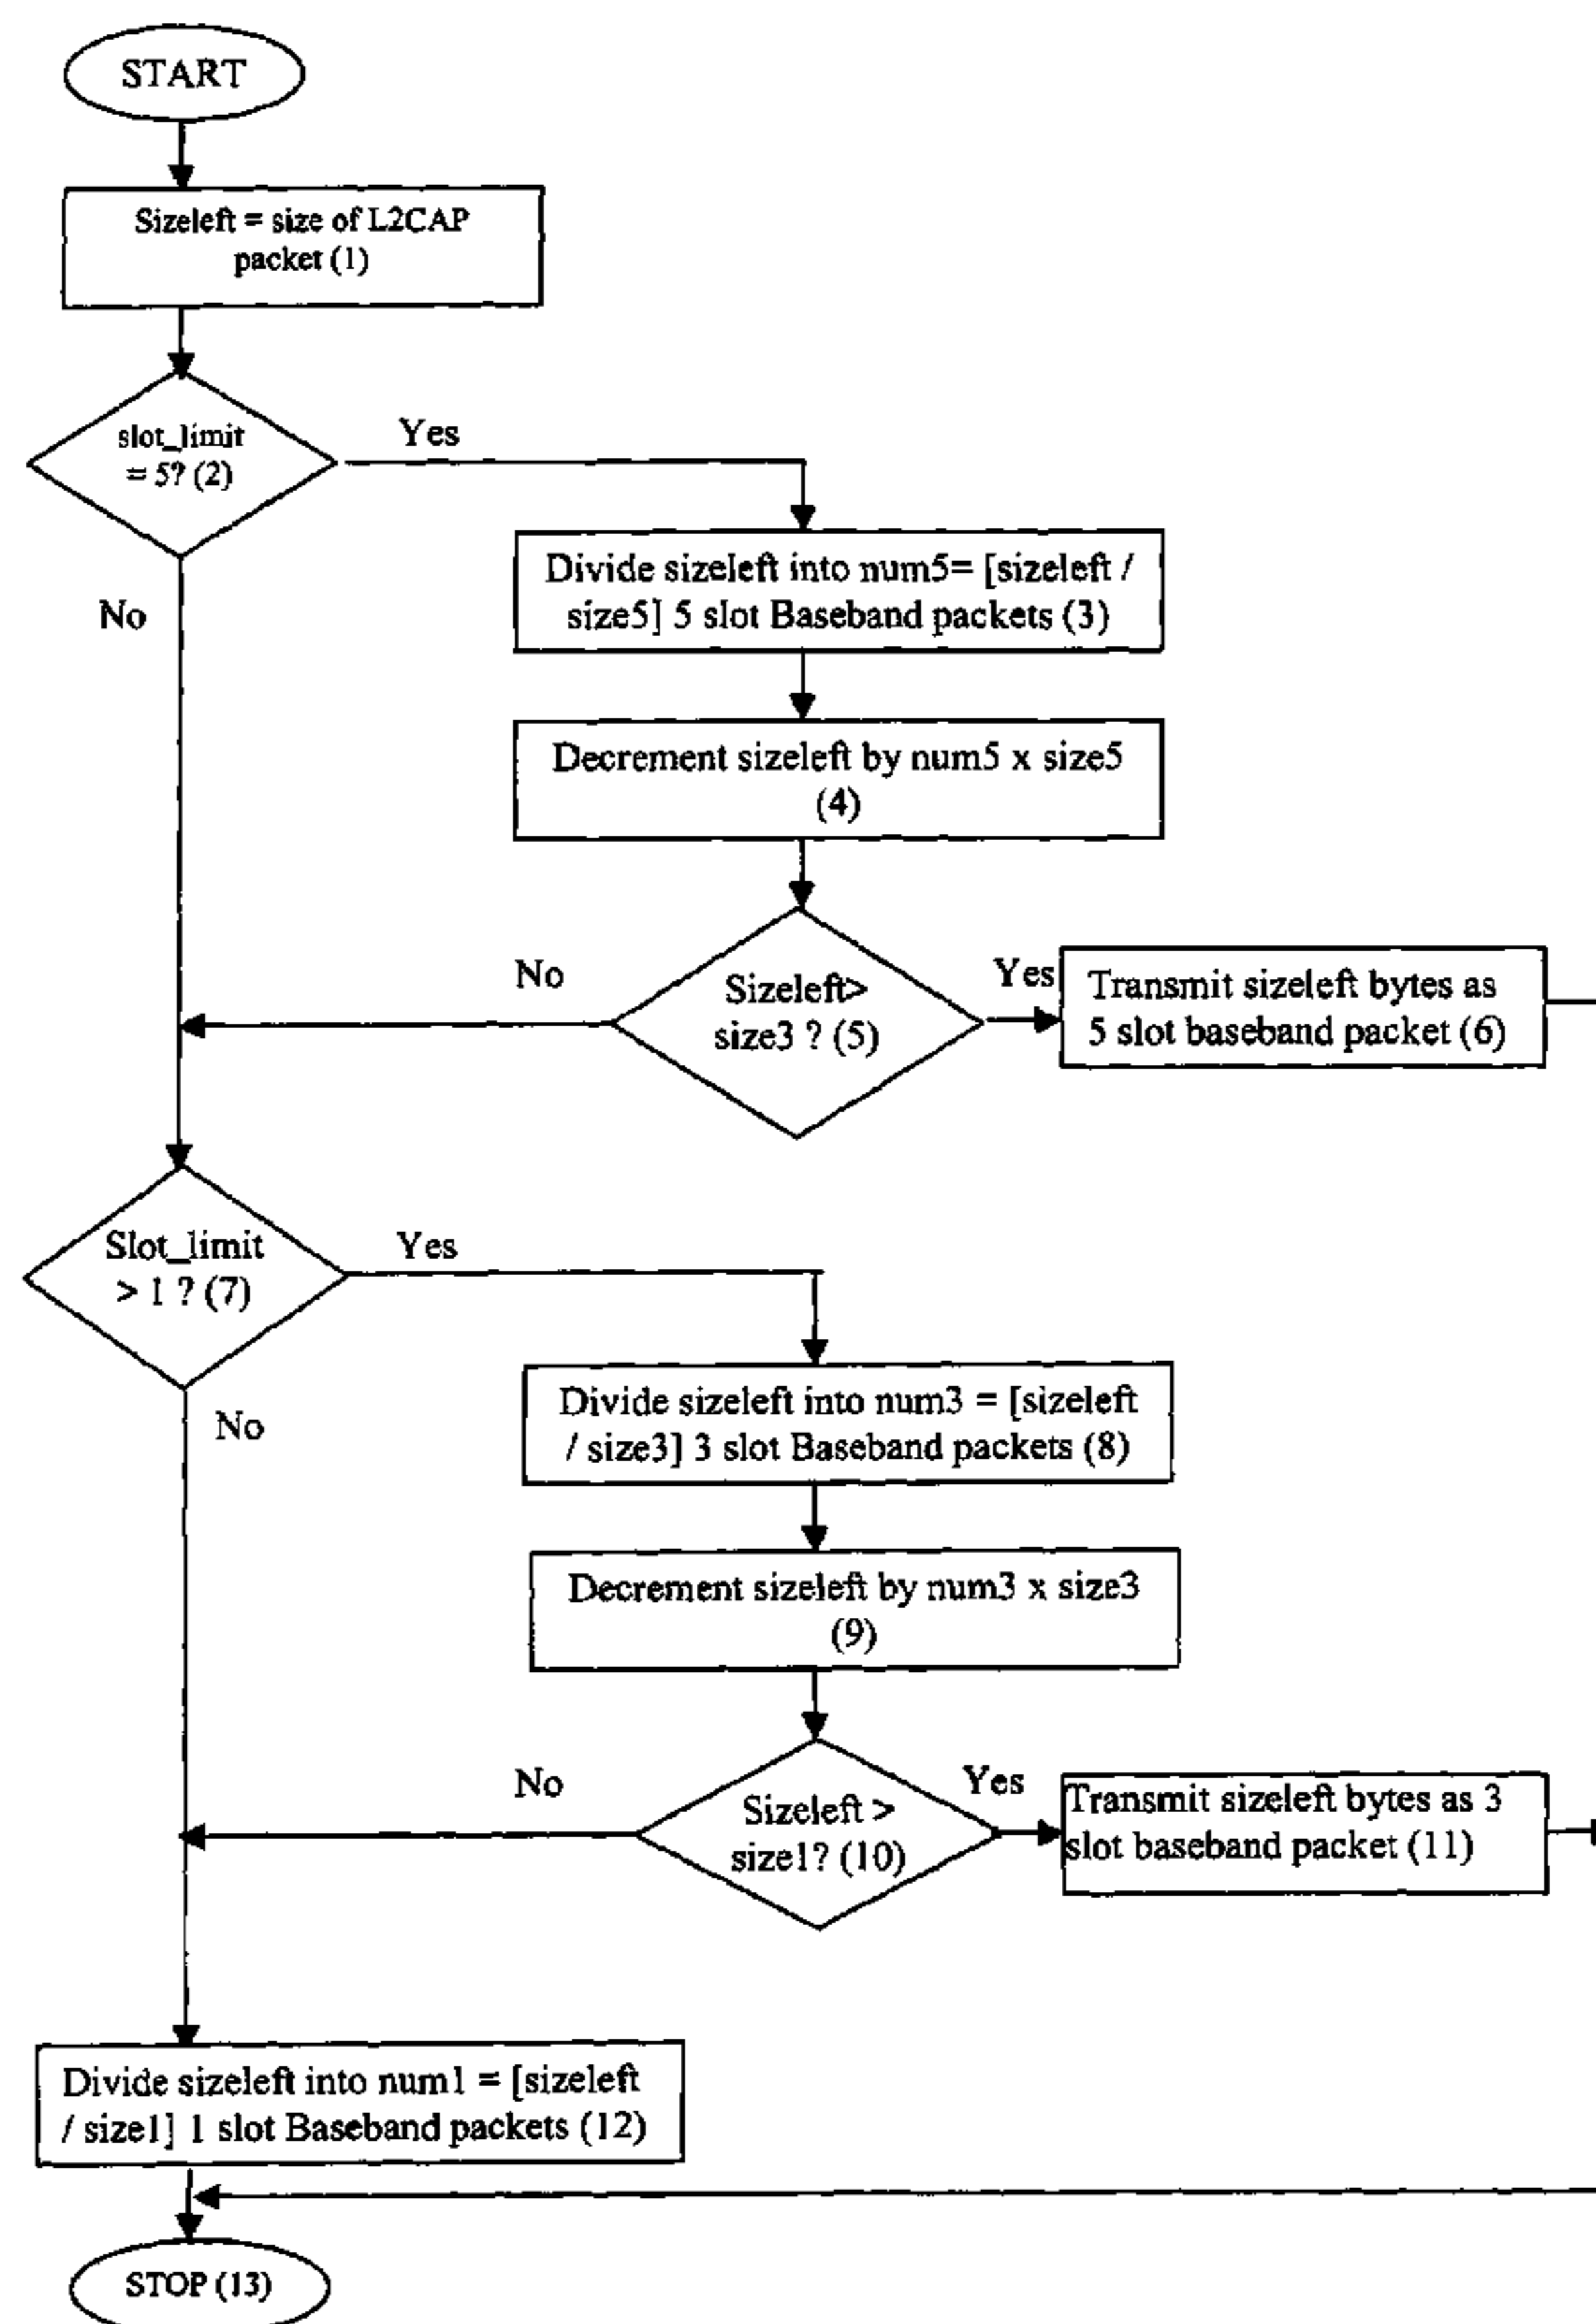 START
Sizeleft = size of L2CAP
packet (1)
slot_limit
= 5? (2)
Yes
No
Divide sizeleft into num5= [sizeleft /
size5] 5 slot Baseband packets (3)
Decrement sizeleft by num5 x size5
(4)
Sizeleft>
size3 ? (5)
No
Yes
Transmit sizeleft bytes as
5 slot baseband packet (6)
Slot_limit
> 1 ? (7)
Yes
No
Divide sizeleft into num3 = [sizeleft
/ size3] 3 slot Baseband packets (8)
Decrement sizeleft by num3 x size3
(9)
Sizeleft >
size1? (10)
No
Yes
Transmit sizeleft bytes as 3
slot baseband packet (11)
Divide sizeleft into num1 = [sizeleft
/ size1] 1 slot Baseband packets (12)
STOP (13)